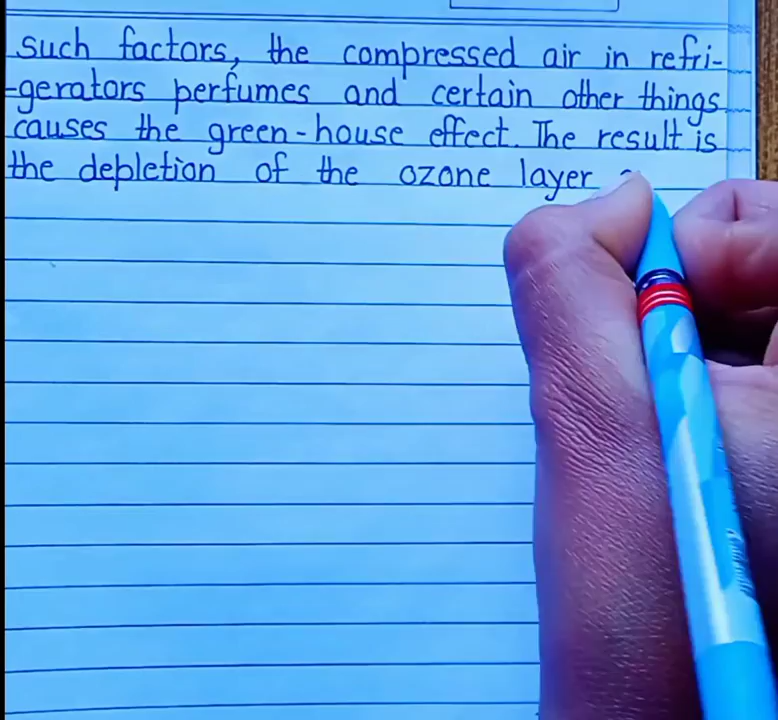 such factors, the compressed air in refri-
-gerators perfumes and certain other things
causes the green-house effect. The result is
the depletion of the ozone layer